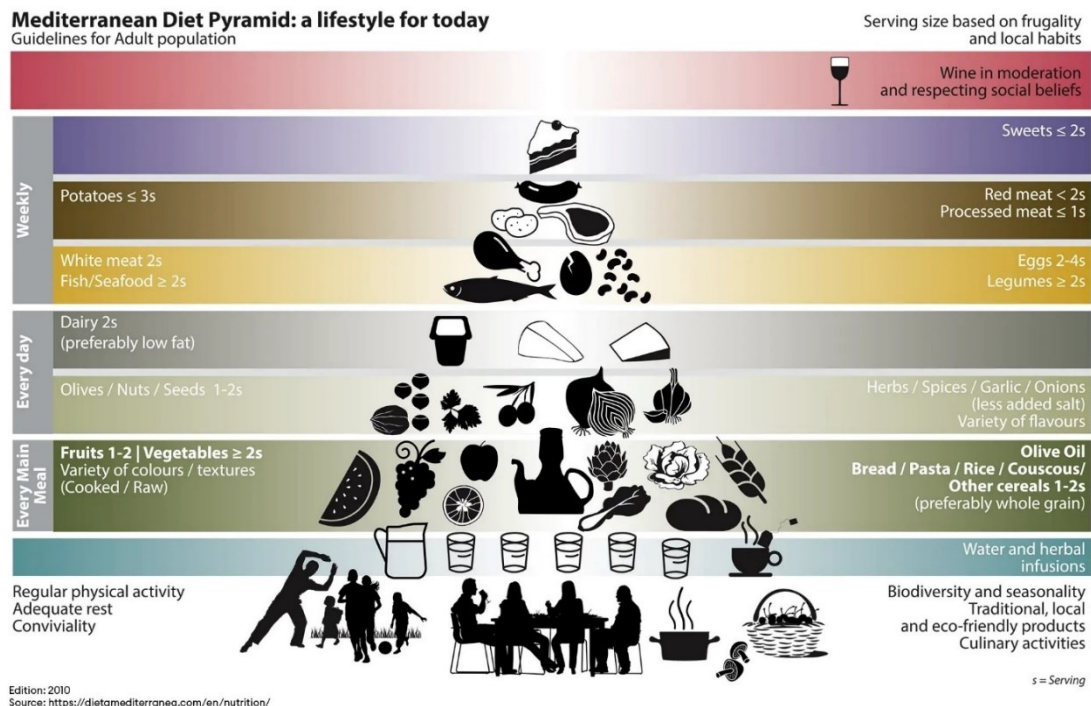 Mediterranean Diet Pyramid: a lifestyle for today
Guidelines for Adult population
Serving size based on frugality
and local habits
Wine in moderation
and respecting social beliefs
Weekly
Sweets ≤ 2s
Potatoes ≤ 3s
Red meat < 2s
Processed meat ≤ 1s
White meat 2s
Fish/Seafood ≥ 2s
Eggs 2-4s
Legumes ≥ 2s
Every day
Dairy 2s
(preferably low fat)
Olives / Nuts / Seeds 1-2s
Herbs / Spices / Garlic / Onions
(less added salt)
Variety of flavours
Every Main
Meal
Fruits 1-2 | Vegetables ≥ 2s
Variety of colours / textures
(Cooked / Raw)
Olive Oil
Bread / Pasta / Rice / Couscous/
Other cereals 1-2s
(preferably whole grain)
Water and herbal
infusions
Regular physical activity
Adequate rest
Conviviality
Biodiversity and seasonality
Traditional, local
and eco-friendly products
Culinary activities
s = Serving
Edition: 2010
Source: https://dietamediterranea.com/en/nutrition/